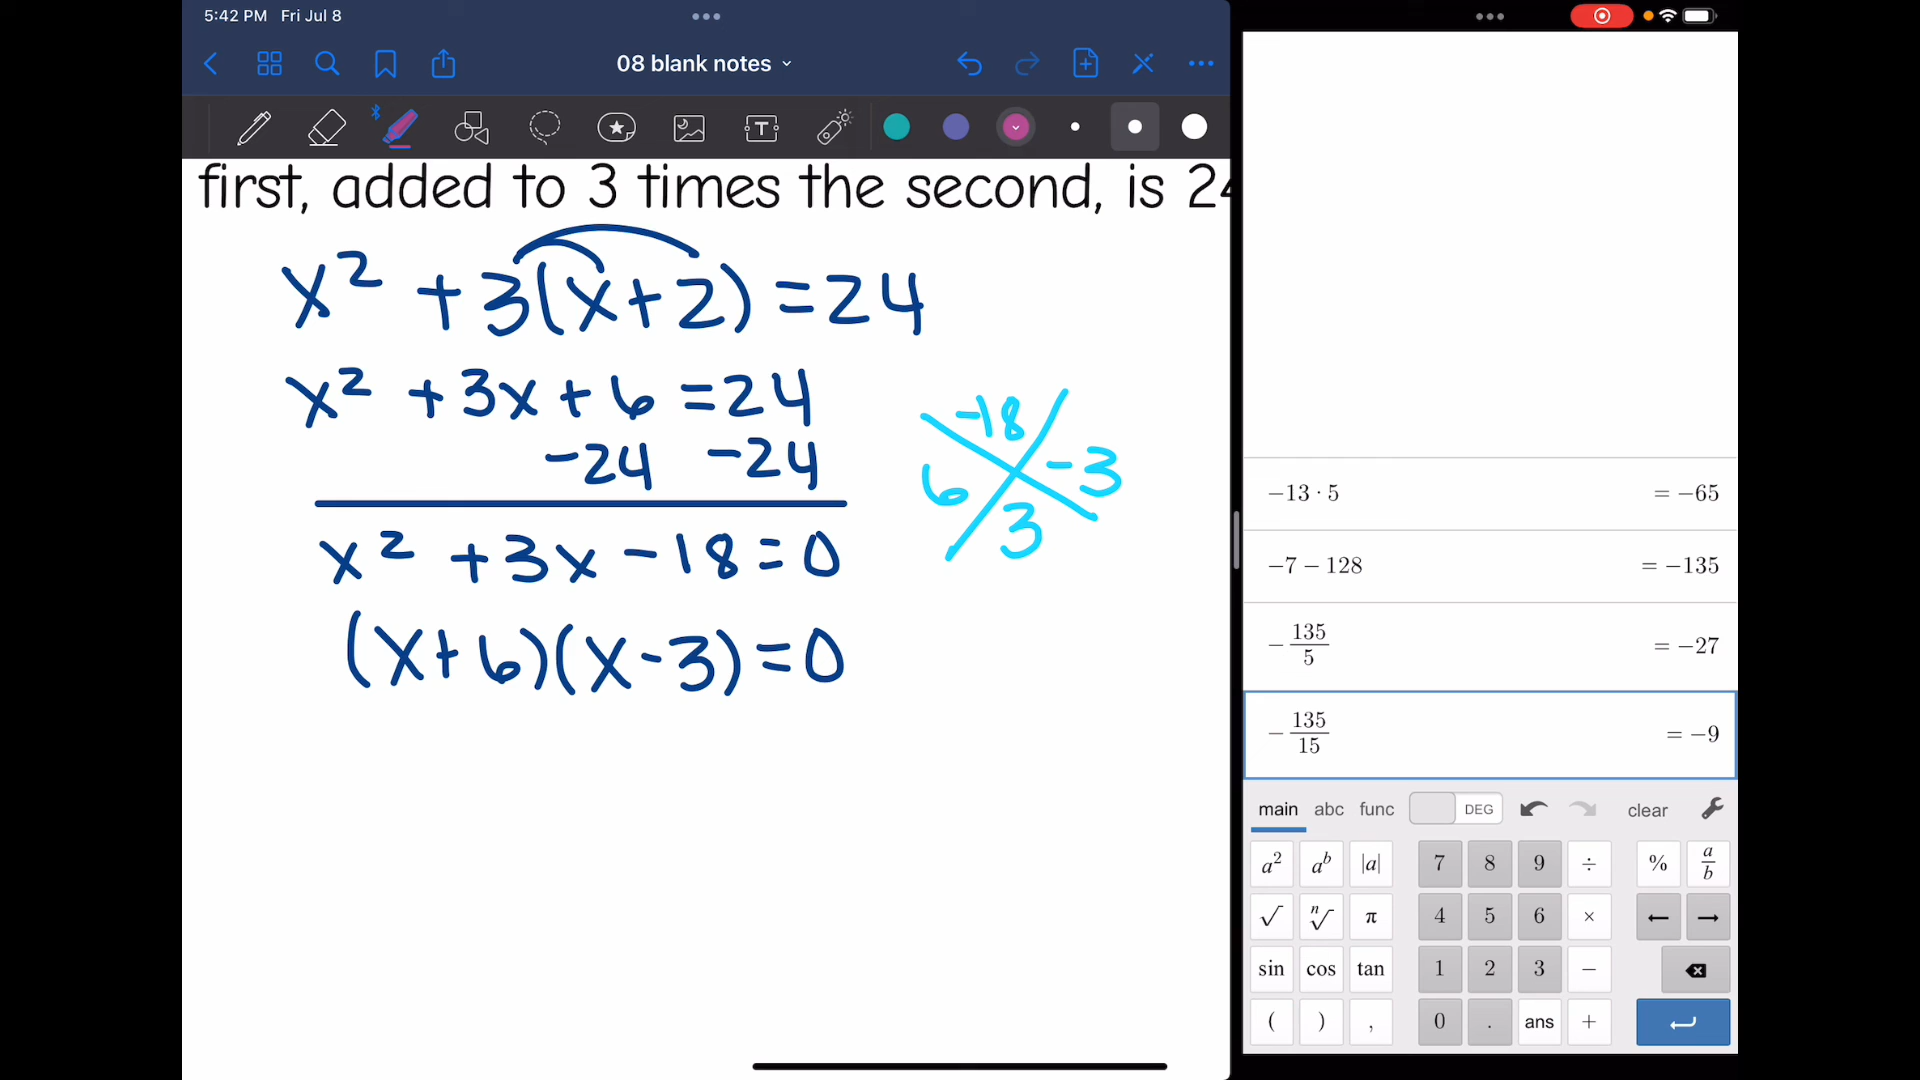 5:42 PM Fri Jul 8
08 blank notes
first, added to 3 times the second, is 24
x² + 3(x+2) = 24
x² + 3x + 6 = 24
-24 -24
x² + 3x - 18 = 0
(x+6)(x-3) = 0
-18
6 -3
3
−13 · 5 = −65
−7 − 128 = −135
− 135/5 = −27
− 135/15 = −9
main abc func DEG clear
a² aᵇ |a| 7 8 9 ÷ % a/b
√ ⁿ√ π 4 5 6 × ← →
sin cos tan 1 2 3 −
( ) , 0 . ans +